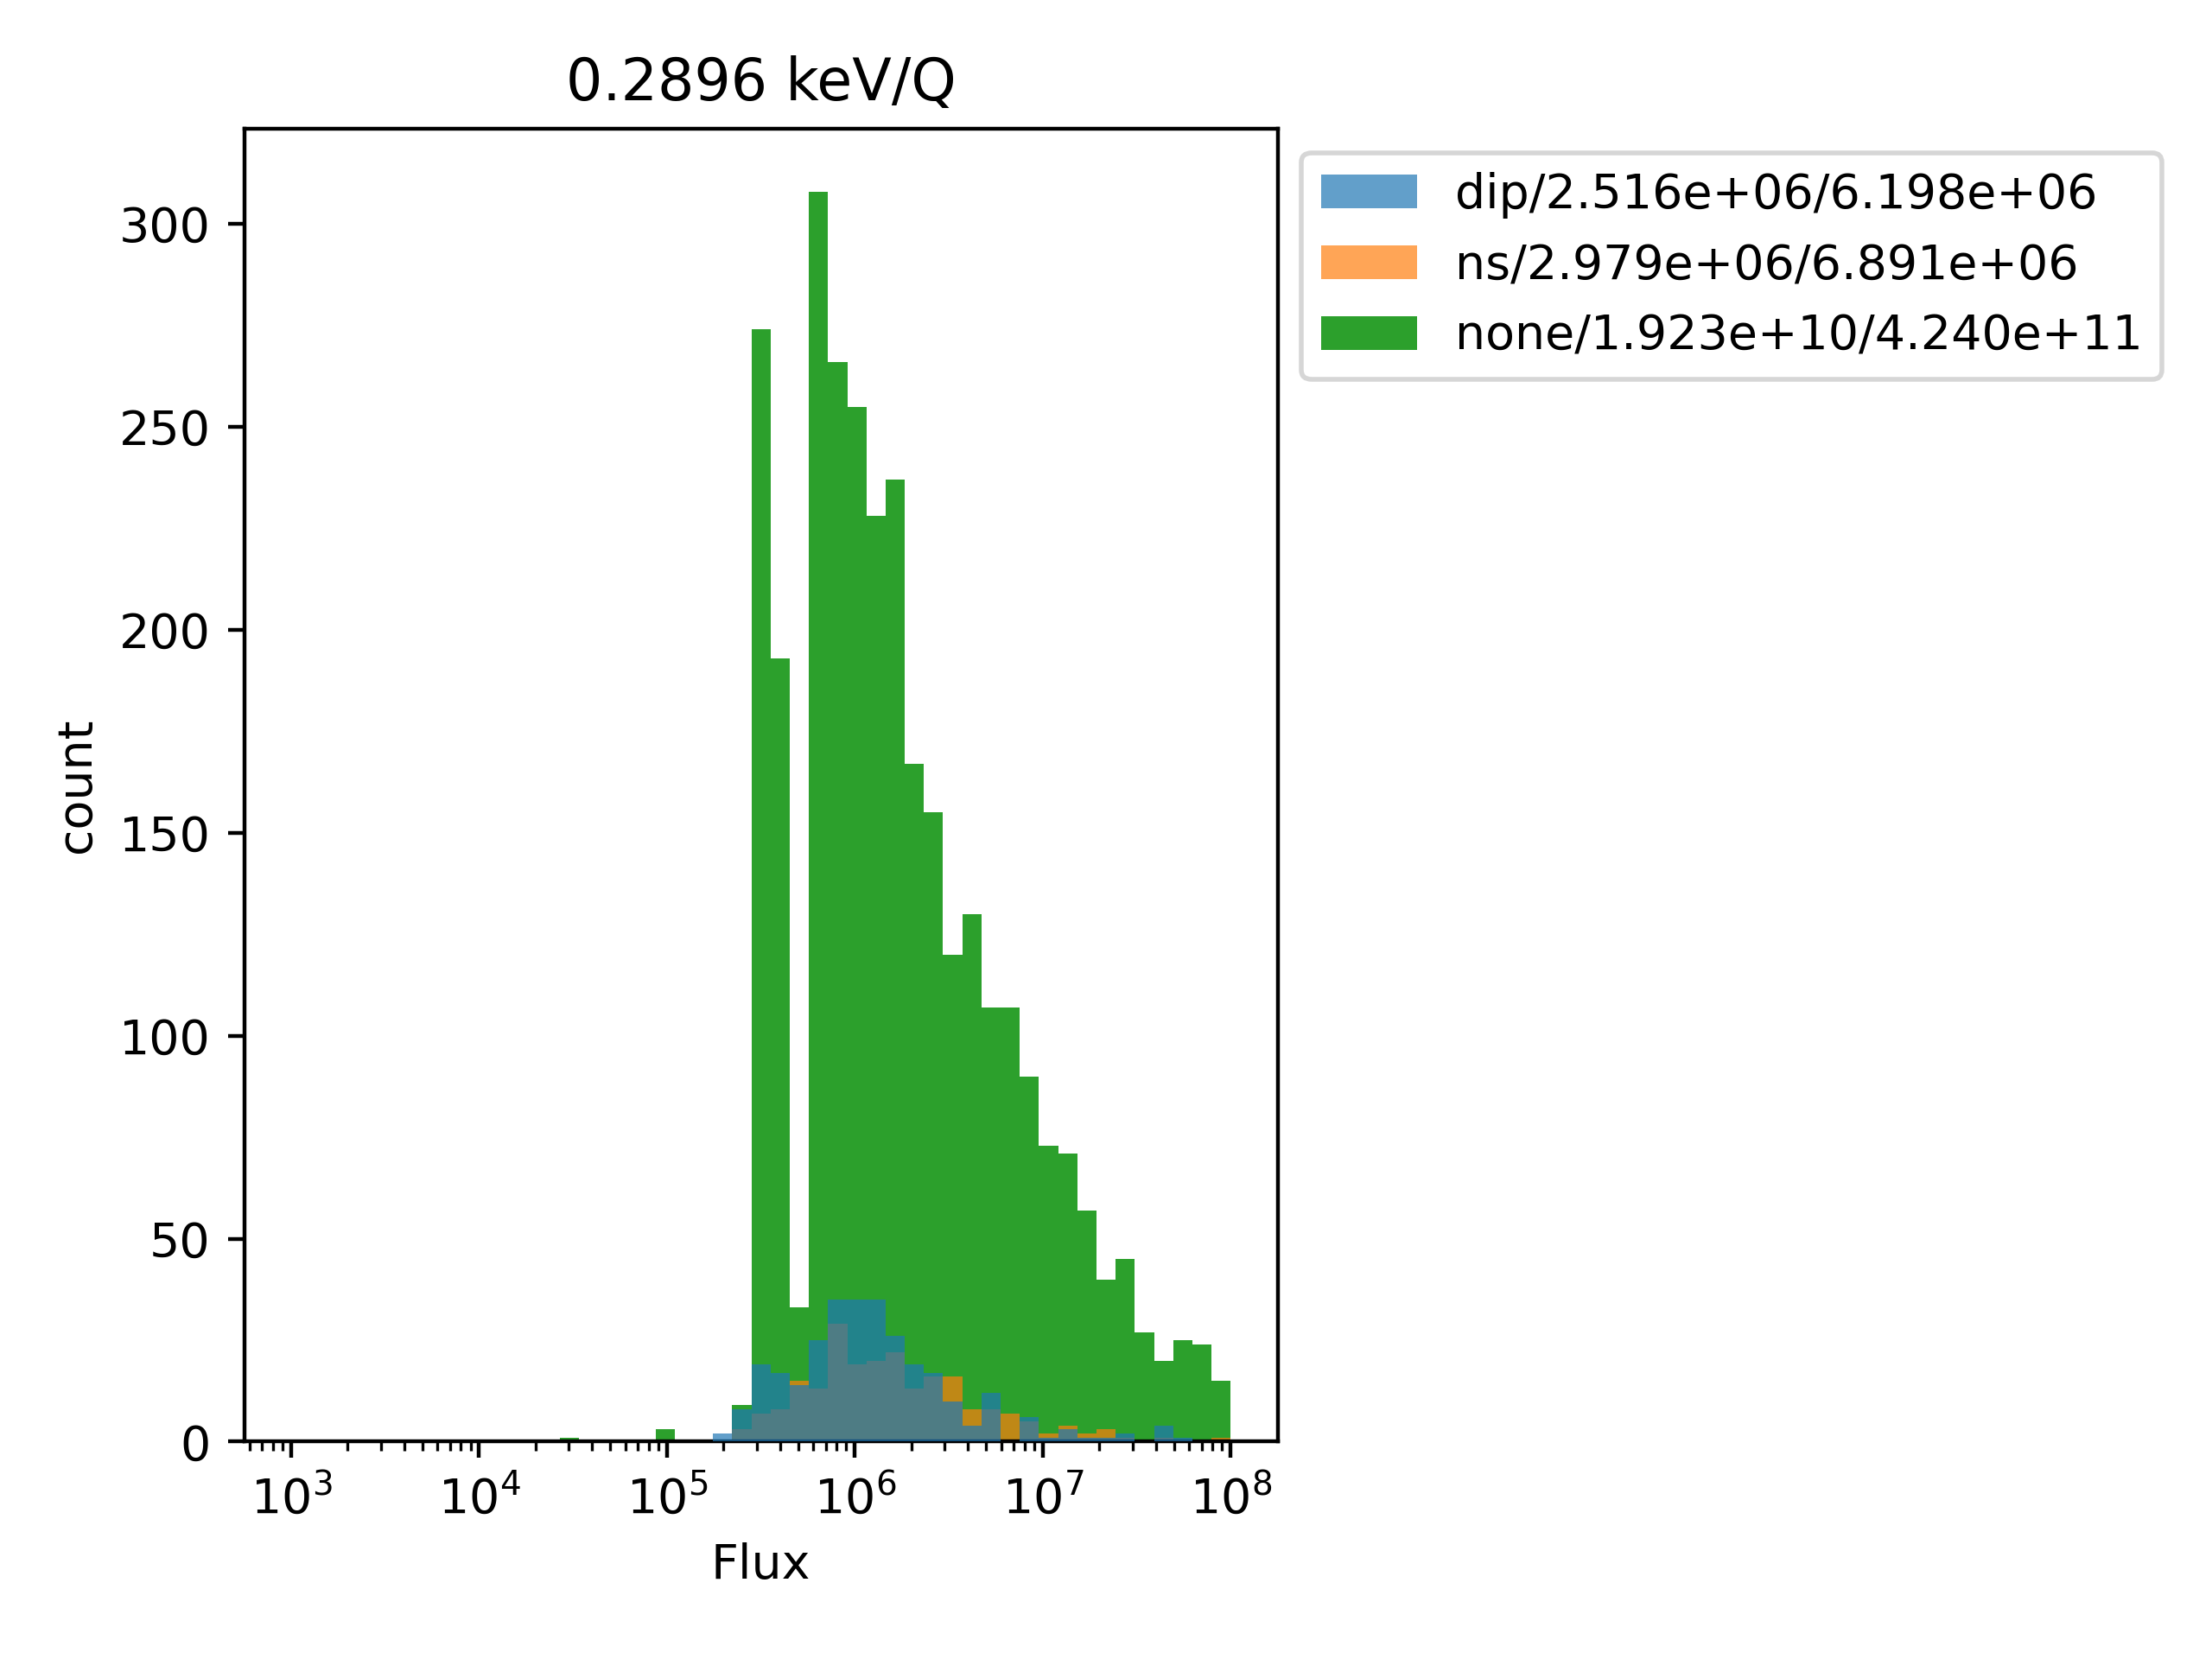 0.2896 keV/Q
dip/2.516e+06/6.198e+06
ns/2.979e+06/6.891e+06
none/1.923e+10/4.240e+11
300
250
200
150
100
50
0
count
10³ 10⁴ 10⁵ 10⁶ 10⁷ 10⁸
Flux